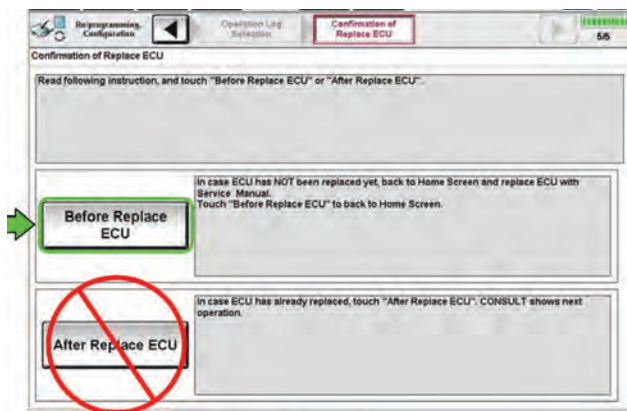 Re/programming, Configuration
Operation Log Selection
Confirmation of Replace ECU
5/5
Confirmation of Replace ECU
Read following instruction, and touch "Before Replace ECU" or "After Replace ECU".
Before Replace ECU
In case ECU has NOT been replaced yet, back to Home Screen and replace ECU with
Service Manual.
Touch "Before Replace ECU" to back to Home Screen.
After Replace ECU
In case ECU has already replaced, touch "After Replace ECU". CONSULT shows next
operation.